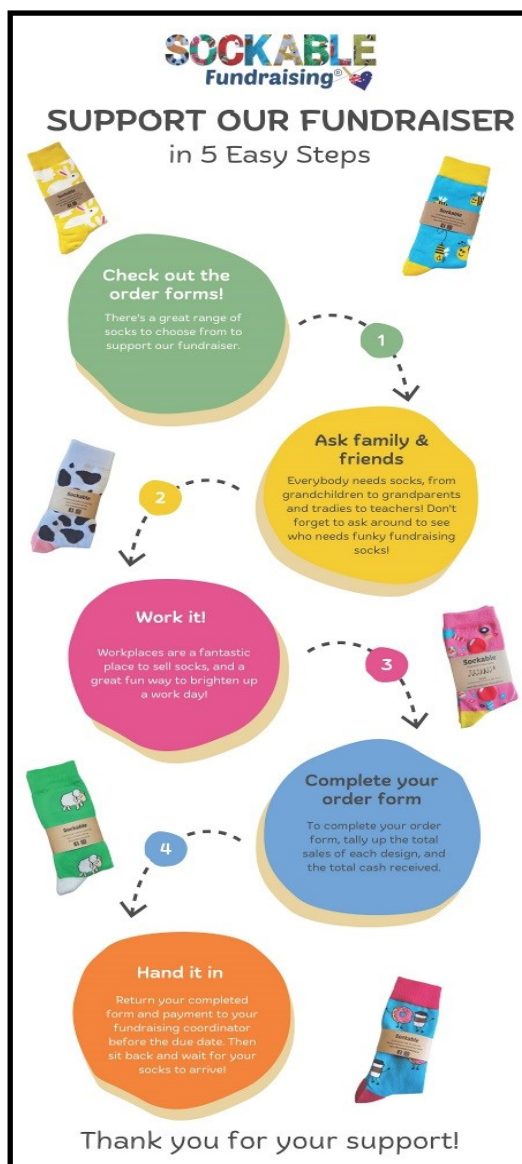 SOCKABLE
Fundraising®
SUPPORT OUR FUNDRAISER
in 5 Easy Steps
Sockable
Sockable
Check out the
order forms!
There's a great range of
socks to choose from to
support our fundraiser.
1
Ask family &
friends
Everybody needs socks, from
grandchildren to grandparents
and tradies to teachers! Don't
forget to ask around to see
who needs funky fundraising
socks!
Sockable
2
Work it!
Workplaces are a fantastic
place to sell socks, and a
great fun way to brighten up
a work day!
3
Sockable
Complete your
order form
To complete your order
form, tally up the total
sales of each design, and
the total cash received.
Sockable
4
Hand it in
Return your completed
form and payment to your
fundraising coordinator
before the due date. Then
sit back and wait for your
socks to arrive!
Sockable
Thank you for your support!